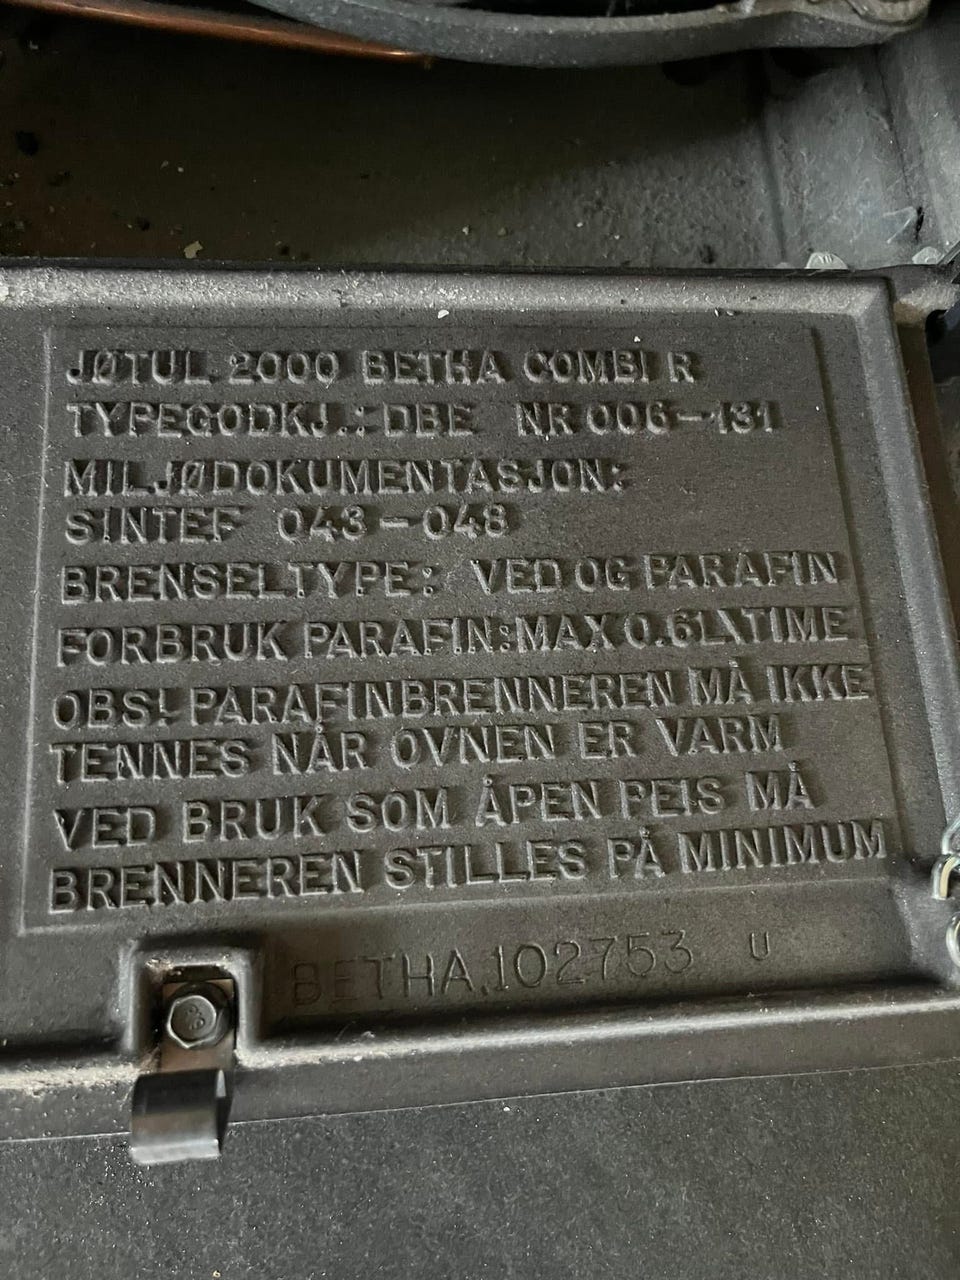 JØTUL 2000 BETHA COMBI R
TYPEGODKJ.: DBE NR 006-131
MILJØDOKUMENTASJON:
SINTEF 043-048
BRENSELTYPE: VED OG PARAFIN
FORBRUK PARAFIN:MAX 0.6L\TIME
OBS! PARAFINBRENNEREN MÅ IKKE
TENNES NÅR OVNEN ER VARM
VED BRUK SOM ÅPEN PEIS MÅ
BRENNEREN STILLES PÅ MINIMUM
BETHA.102753 U